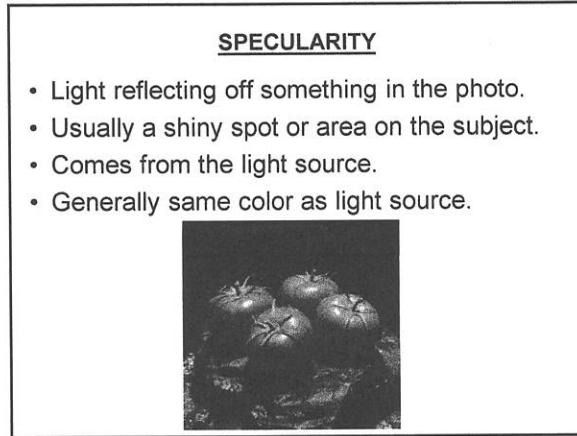 SPECULARITY
• Light reflecting off something in the photo.
• Usually a shiny spot or area on the subject.
• Comes from the light source.
• Generally same color as light source.